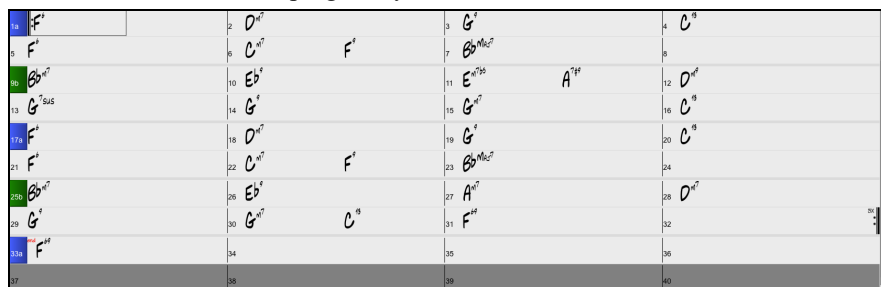 1a F6 2 Dm7 3 G9 4 C13
5 F6 6 Cm7 F9 7 BbMA7 8
9b Bbm7 10 Eb9 11 Em7b5 A7#9 12 Dm9
13 G7sus 14 G9 15 Gm7 16 C13
17a F6 18 Dm7 19 G9 20 C13
21 F6 22 Cm7 F9 23 BbMA7 24
25b Bbm7 26 Eb9 27 Am7 28 Dm7
29 G9 30 Gm7 C13 31 F69 32
33a end F69 34 35 36
37 38 39 40